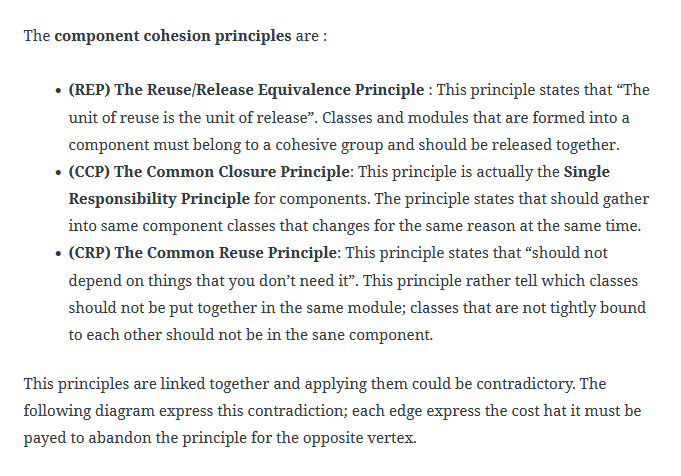 The component cohesion principles are :
• (REP) The Reuse/Release Equivalence Principle : This principle states that “The
unit of reuse is the unit of release”. Classes and modules that are formed into a
component must belong to a cohesive group and should be released together.
• (CCP) The Common Closure Principle: This principle is actually the Single
Responsibility Principle for components. The principle states that should gather
into same component classes that changes for the same reason at the same time.
• (CRP) The Common Reuse Principle: This principle states that “should not
depend on things that you don’t need it”. This principle rather tell which classes
should not be put together in the same module; classes that are not tightly bound
to each other should not be in the sane component.
This principles are linked together and applying them could be contradictory. The
following diagram express this contradiction; each edge express the cost hat it must be
payed to abandon the principle for the opposite vertex.